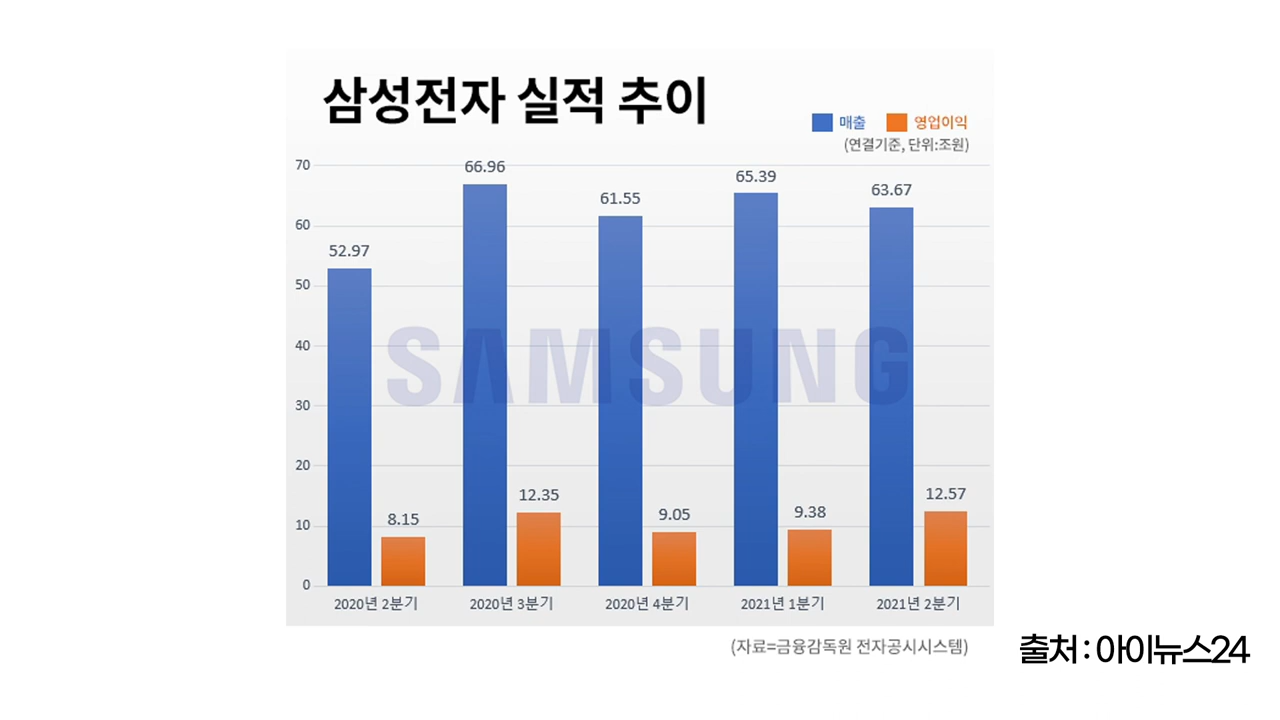 삼성전자 실적 추이
매출 영업이익
(연결기준, 단위:조원)
70
60
50
40
30
20
10
0
52.97
8.15
66.96
12.35
61.55
9.05
65.39
9.38
63.67
12.57
SAMSUNG
2020년 2분기 2020년 3분기 2020년 4분기 2021년 1분기 2021년 2분기
(자료=금융감독원 전자공시시스템)
출처 : 아이뉴스24